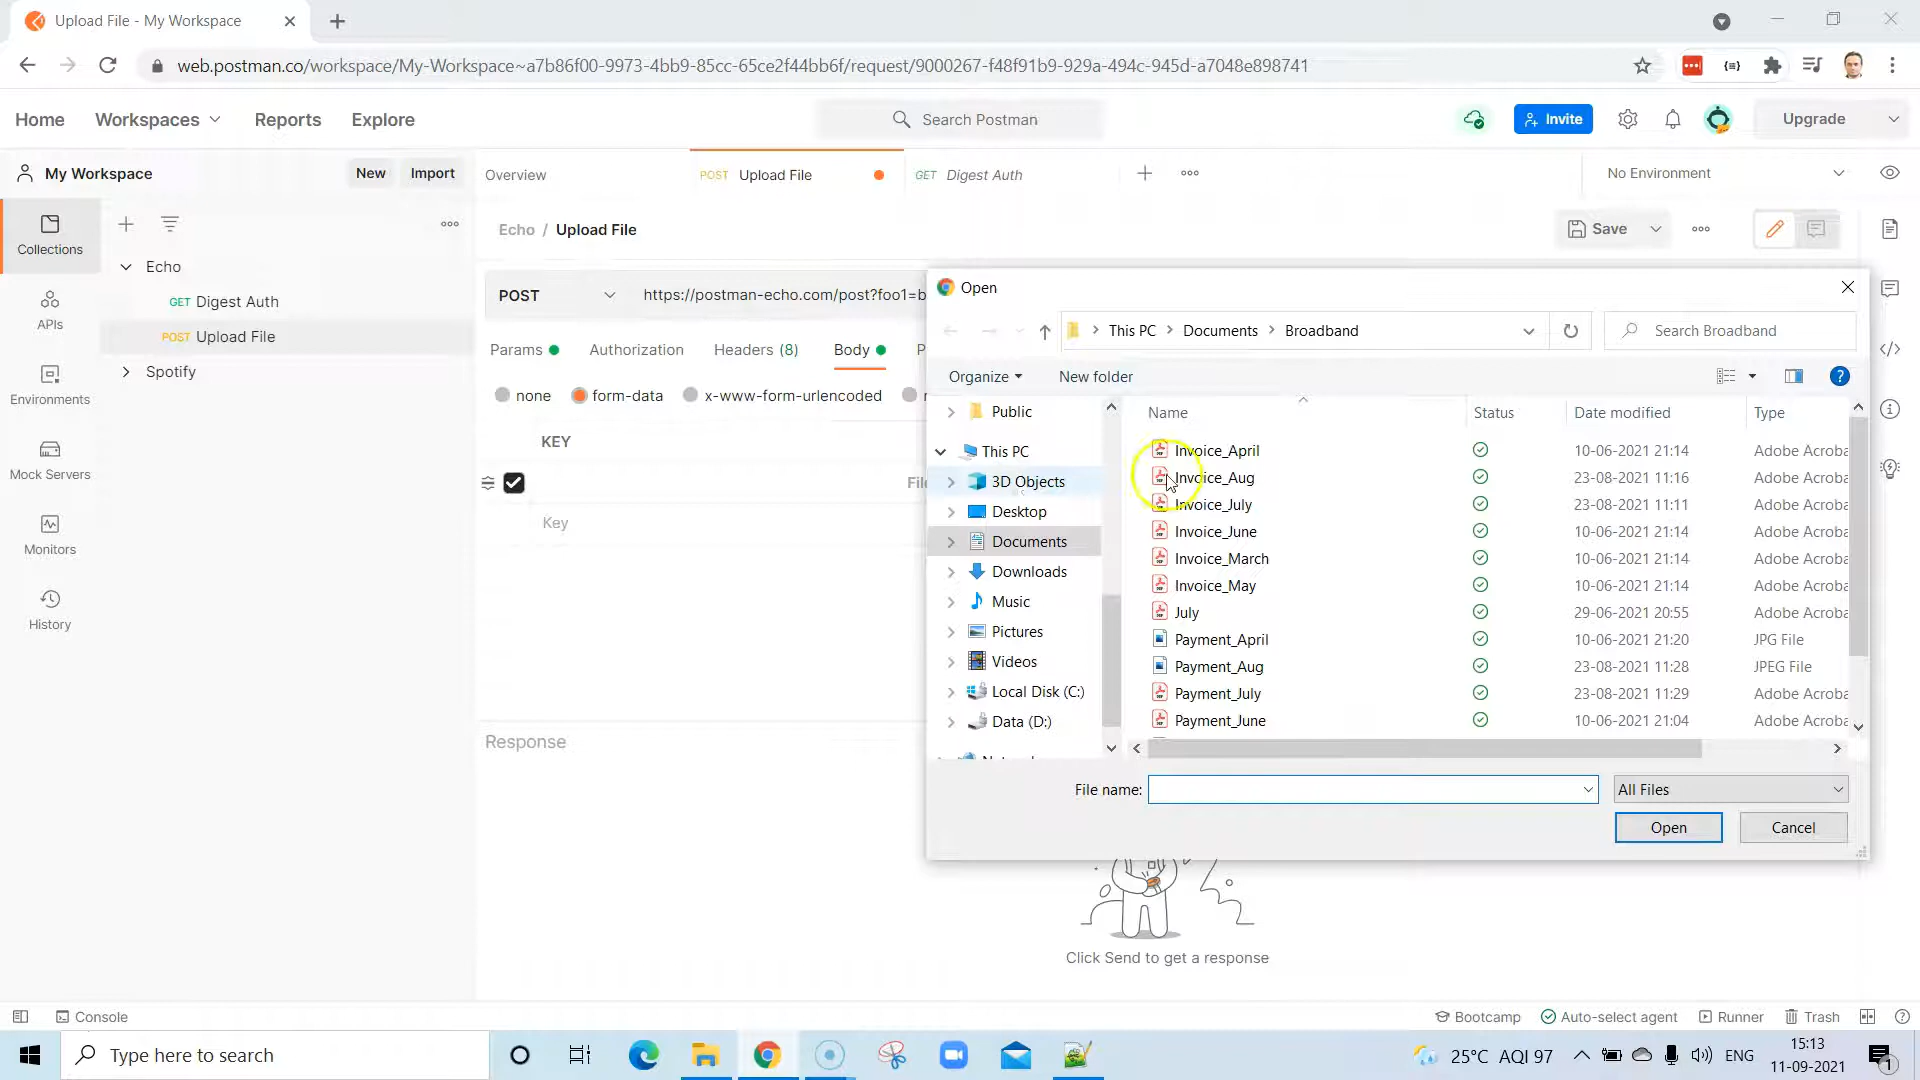 Upload File - My Workspace
web.postman.co/workspace/My-Workspace~a7b86f00-9973-4bb9-85cc-65ce2f44bb6f/request/9000267-f48f91b9-929a-494c-945d-a7048e898741
Home Workspaces Reports Explore Search Postman Invite Upgrade
My Workspace New Import Overview POST Upload File GET Digest Auth No Environment
Echo / Upload File Save
Collections
Echo
GET Digest Auth
POST Upload File
Spotify
APIs
Environments
Mock Servers
Monitors
History
POST https://postman-echo.com/post?foo1=b
Params Authorization Headers (8) Body P
none form-data x-www-form-urlencoded
KEY
Fil
Key
Response
Click Send to get a response
Open
This PC Documents Broadband Search Broadband
Organize New folder
Public
This PC
3D Objects
Desktop
Documents
Downloads
Music
Pictures
Videos
Local Disk (C:)
Data (D:)
Name Status Date modified Type
Invoice_April 10-06-2021 21:14 Adobe Acroba
Invoice_Aug 23-08-2021 11:16 Adobe Acroba
Invoice_July 23-08-2021 11:11 Adobe Acroba
Invoice_June 10-06-2021 21:14 Adobe Acroba
Invoice_March 10-06-2021 21:14 Adobe Acroba
Invoice_May 10-06-2021 21:14 Adobe Acroba
July 29-06-2021 20:55 Adobe Acroba
Payment_April 10-06-2021 21:20 JPG File
Payment_Aug 23-08-2021 11:28 JPEG File
Payment_July 23-08-2021 11:29 Adobe Acroba
Payment_June 10-06-2021 21:04 Adobe Acroba
File name: All Files
Open Cancel
Console Bootcamp Auto-select agent Runner Trash
Type here to search 25°C AQI 97 ENG 15:13
11-09-2021 1